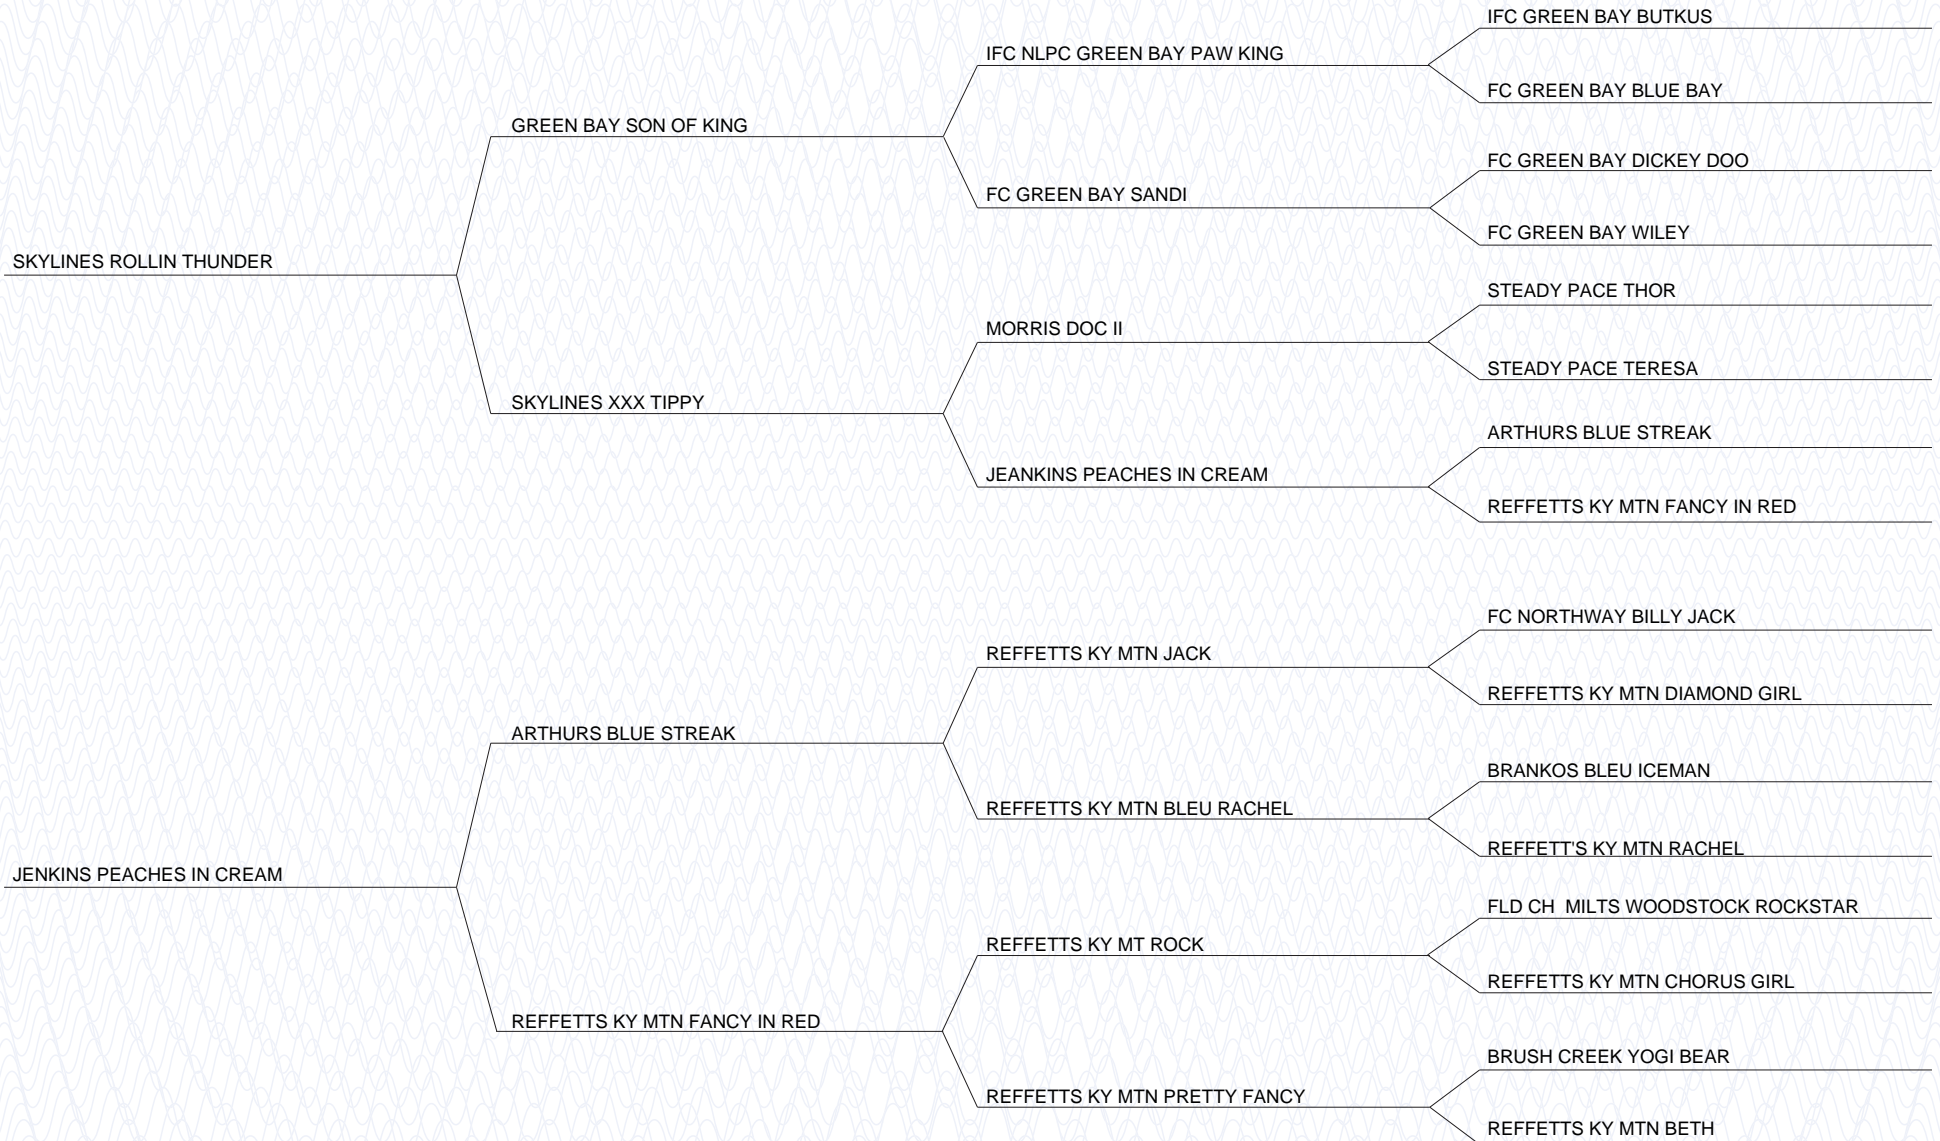 IFC GREEN BAY BUTKUS
IFC NLPC GREEN BAY PAW KING
FC GREEN BAY BLUE BAY
GREEN BAY SON OF KING
FC GREEN BAY DICKEY DOO
FC GREEN BAY SANDI
FC GREEN BAY WILEY
SKYLINES ROLLIN THUNDER
STEADY PACE THOR
MORRIS DOC II
STEADY PACE TERESA
SKYLINES XXX TIPPY
ARTHURS BLUE STREAK
JEANKINS PEACHES IN CREAM
REFFETTS KY MTN FANCY IN RED
FC NORTHWAY BILLY JACK
REFFETTS KY MTN JACK
REFFETTS KY MTN DIAMOND GIRL
ARTHURS BLUE STREAK
BRANKOS BLEU ICEMAN
REFFETTS KY MTN BLEU RACHEL
REFFETT'S KY MTN RACHEL
JENKINS PEACHES IN CREAM
FLD CH  MILTS WOODSTOCK ROCKSTAR
REFFETTS KY MT ROCK
REFFETTS KY MTN CHORUS GIRL
REFFETTS KY MTN FANCY IN RED
BRUSH CREEK YOGI BEAR
REFFETTS KY MTN PRETTY FANCY
REFFETTS KY MTN BETH